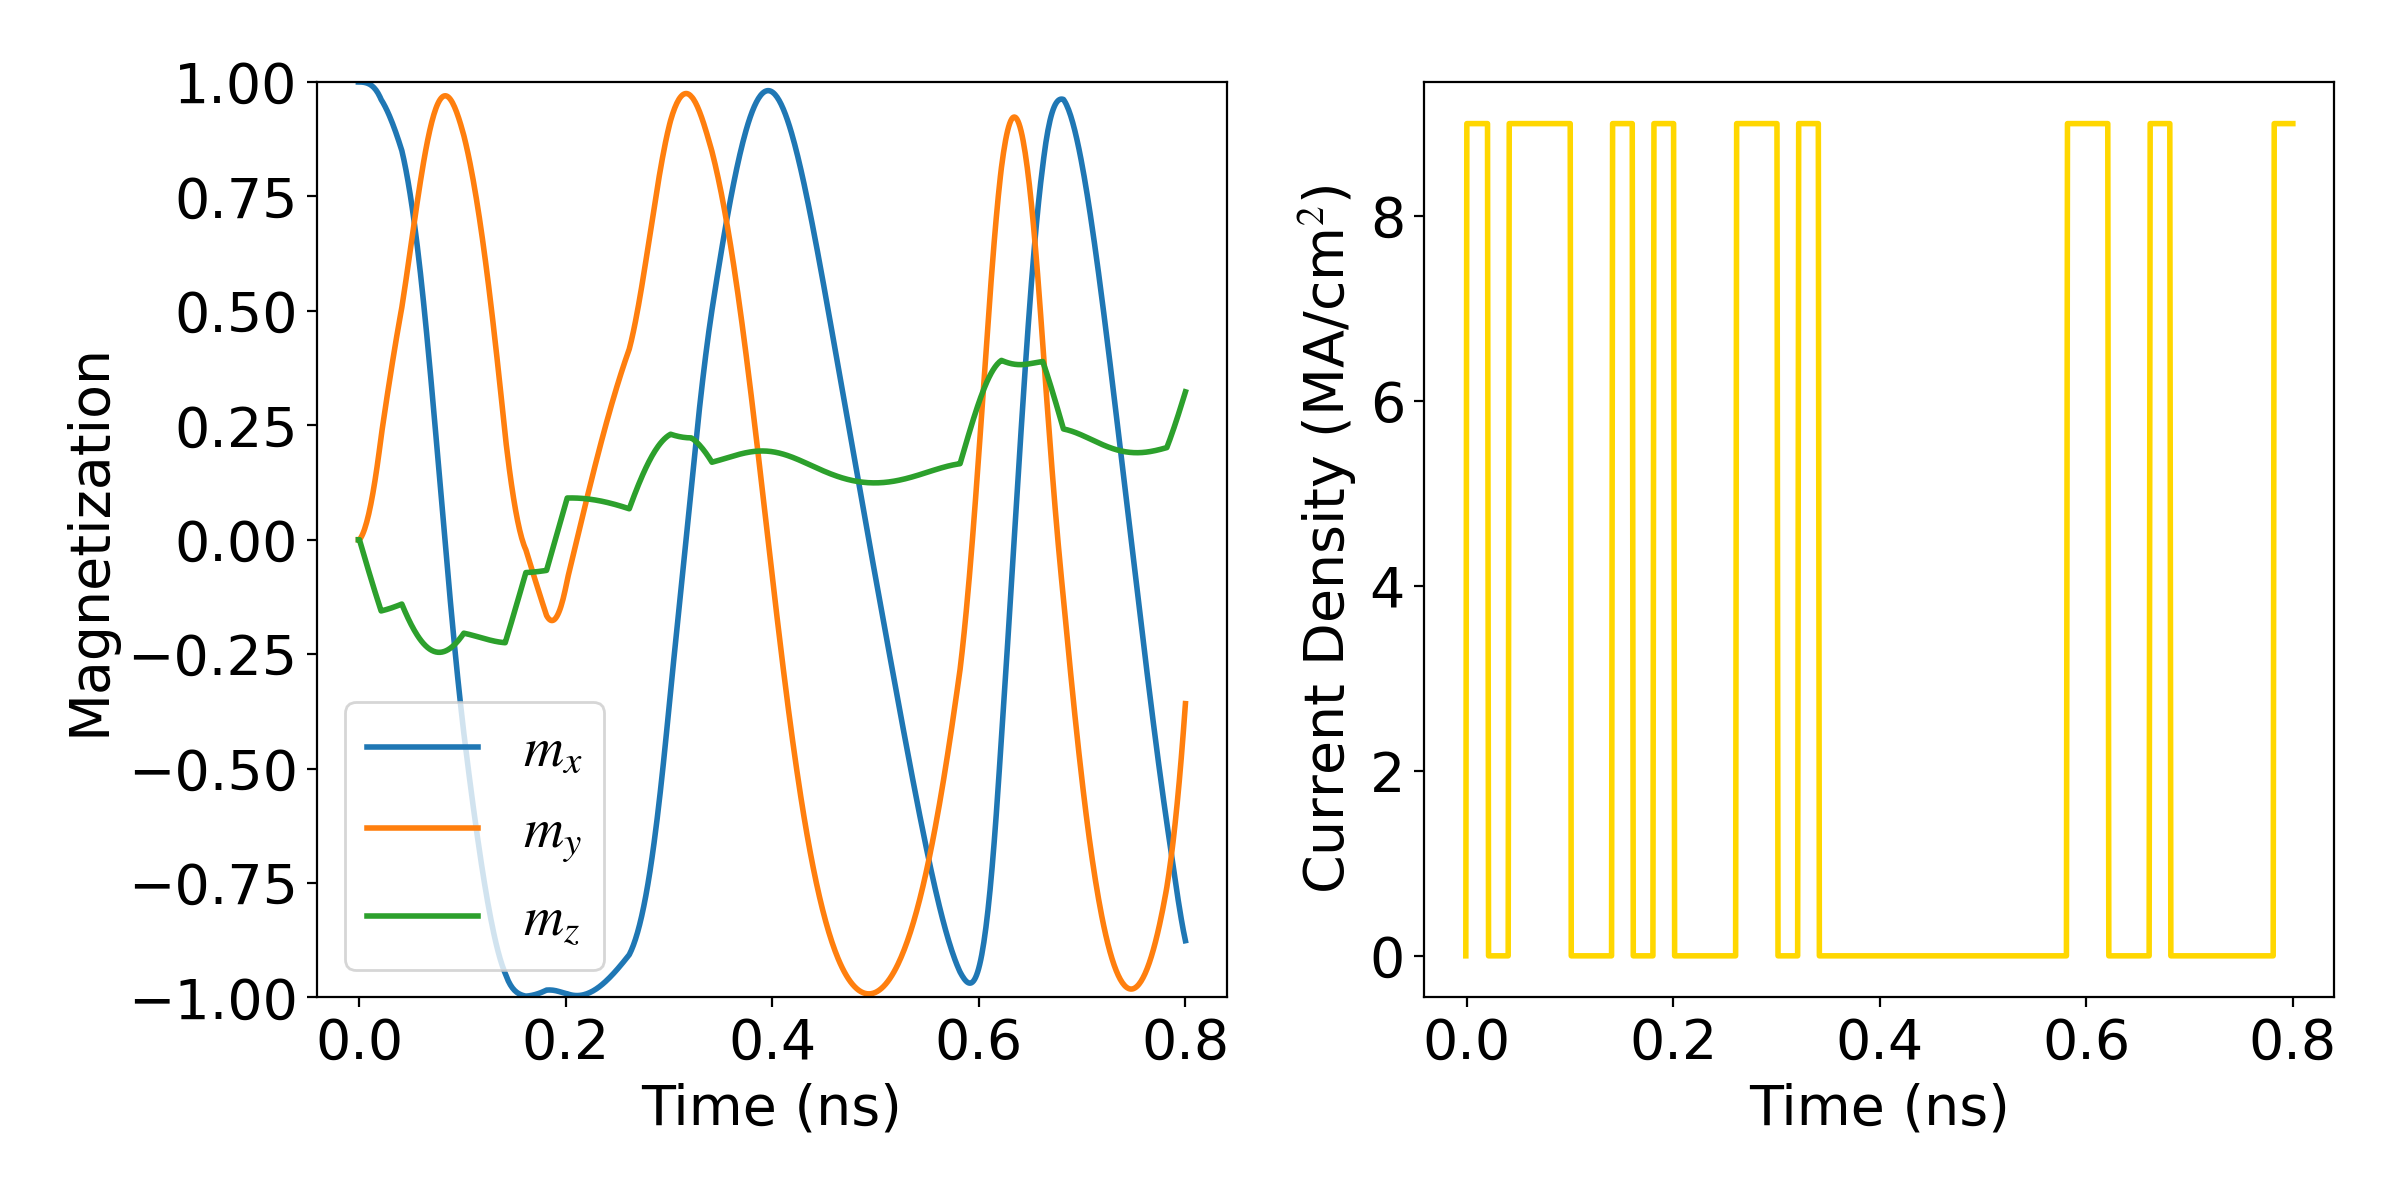 Magnetization
1.00
0.75
0.50
0.25
0.00
−0.25
−0.50
−0.75
−1.00
m_x
m_y
m_z
0.0 0.2 0.4 0.6 0.8
Time (ns)
Current Density (MA/cm²)
8
6
4
2
0
0.0 0.2 0.4 0.6 0.8
Time (ns)